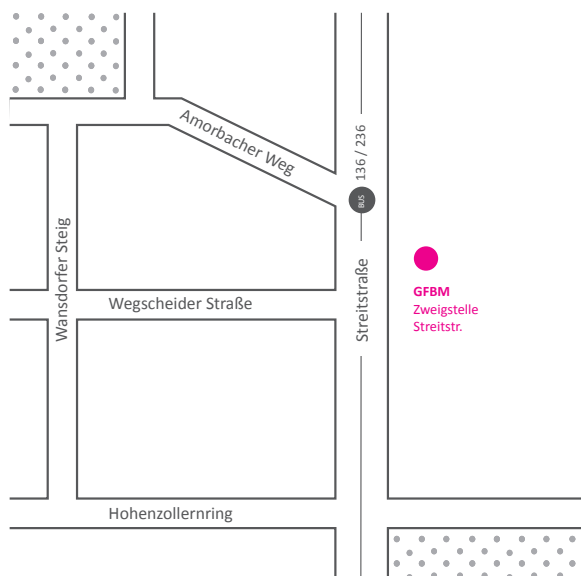 Amorbacher Weg
136 / 236
BUS
Wansdorfer Steig
Streitstraße
GFBM
Zweigstelle
Streitstr.
Wegscheider Straße
Hohenzollernring